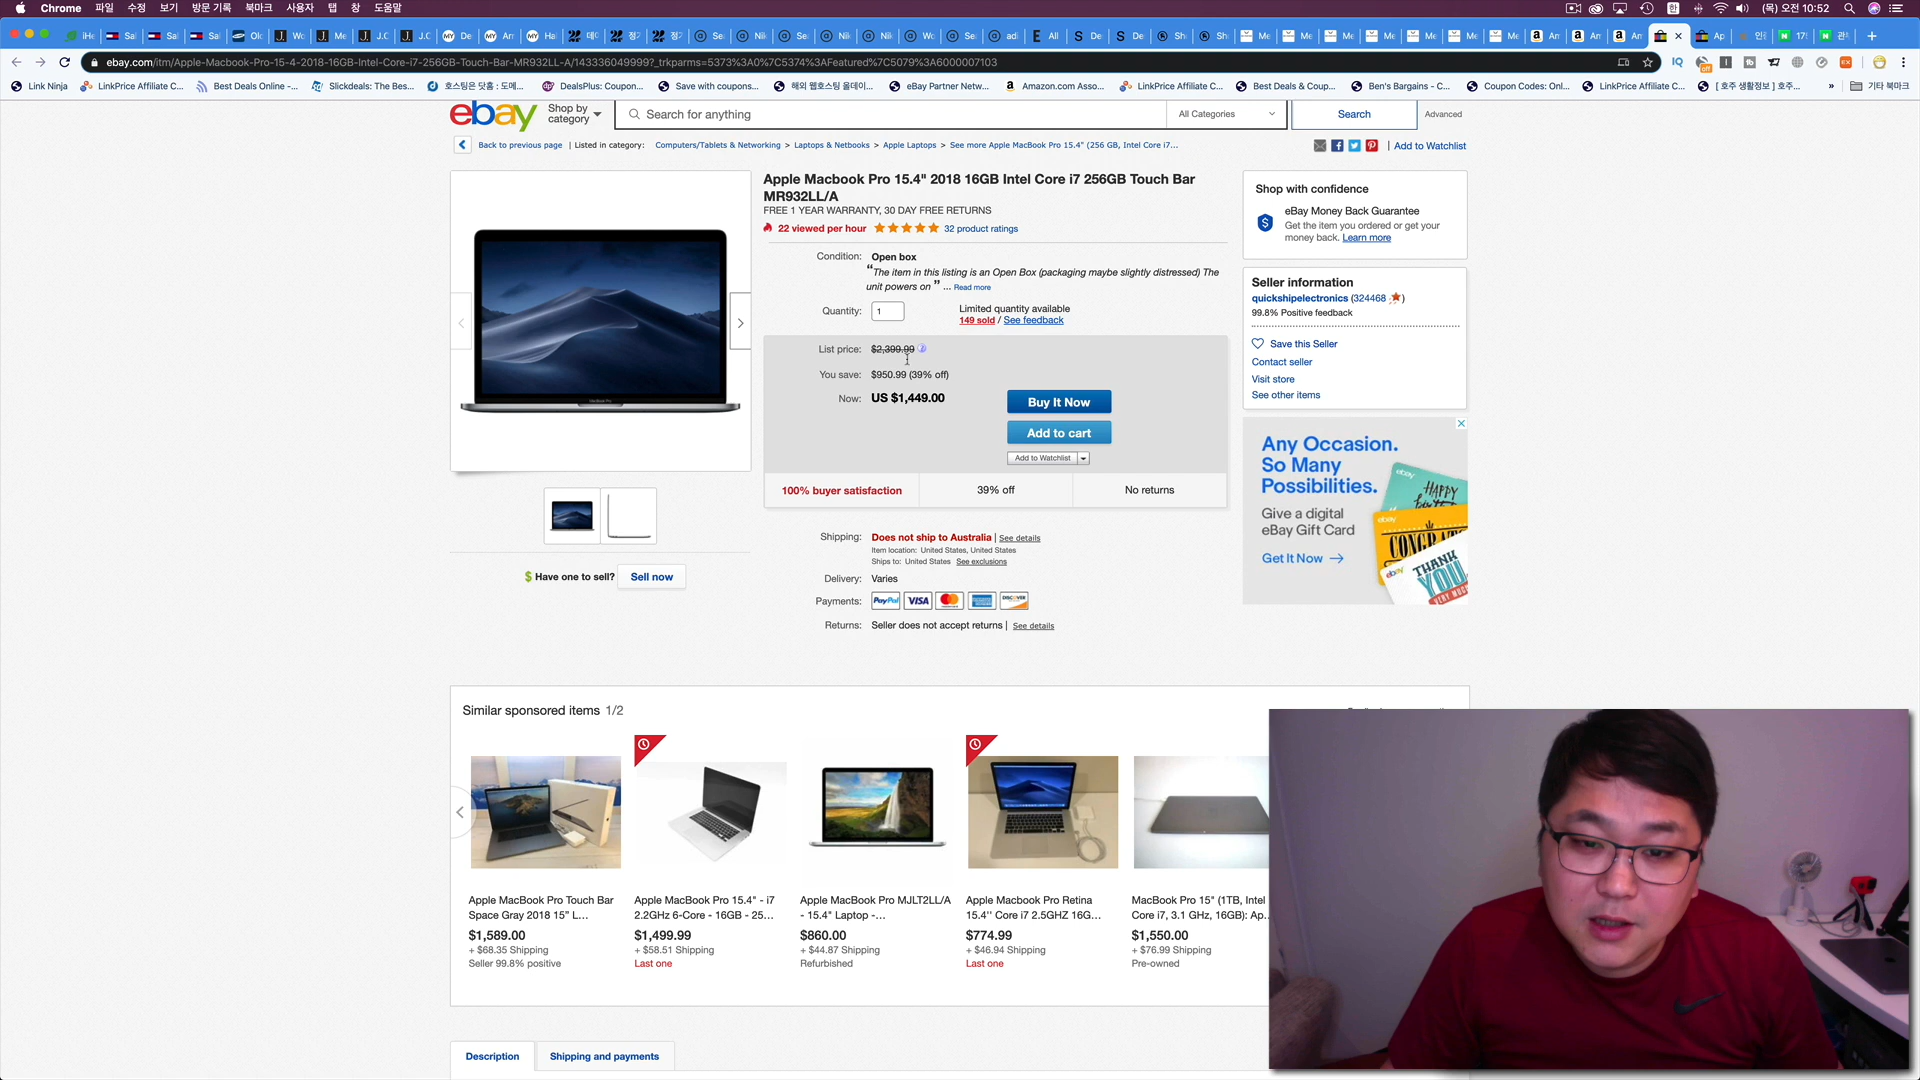 Chrome 파일 수정 보기 방문 기록 북마크 사용자 탭 창 도움말
한 (목) 오전 10:52
ebay.com/itm/Apple-Macbook-Pro-15-4-2018-16GB-Intel-Core-i7-256GB-Touch-Bar-MR932LL-A/143336049999?_trkparms=5373%3A0%7C5374%3AFeatured%7C5079%3A6000007103
Link Ninja LinkPrice Affiliate C... Best Deals Online -... Slickdeals: The Bes... 호스팅은 닷홈 : 도메... DealsPlus: Coupon... Save with coupons... 해외 웹호스팅 올데이... eBay Partner Netw... Amazon.com Asso... LinkPrice Affiliate C... Best Deals & Coup... Ben's Bargains - C... Coupon Codes: Onl... LinkPrice Affiliate C... [ 호주 생활정보 ] 호주... » 기타 북마크
ebay Shop by category Search for anything All Categories Search Advanced
Back to previous page | Listed in category: Computers/Tablets & Networking > Laptops & Netbooks > Apple Laptops > See more Apple MacBook Pro 15.4" (256 GB, Intel Core i7... | Add to Watchlist
Apple Macbook Pro 15.4" 2018 16GB Intel Core i7 256GB Touch Bar
MR932LL/A
FREE 1 YEAR WARRANTY, 30 DAY FREE RETURNS
22 viewed per hour 32 product ratings
Condition: Open box
"The item in this listing is an Open Box (packaging maybe slightly distressed) The
unit powers on " ... Read more
Quantity: 1 Limited quantity available
149 sold / See feedback
List price: $2,399.99
You save: $950.99 (39% off)
Now: US $1,449.00
Buy It Now
Add to cart
Add to Watchlist
100% buyer satisfaction 39% off No returns
Shipping: Does not ship to Australia | See details
Item location: United States, United States
Ships to: United States See exclusions
Delivery: Varies
Payments: PayPal VISA DISCOVER
Returns: Seller does not accept returns | See details
Have one to sell? Sell now
Shop with confidence
eBay Money Back Guarantee
Get the item you ordered or get your
money back. Learn more
Seller information
quickshipelectronics (324468 )
99.8% Positive feedback
Save this Seller
Contact seller
Visit store
See other items
Any Occasion.
So Many
Possibilities.
Give a digital
eBay Gift Card
Get It Now →
ebay HAPPY
ebay CONGRATS
ebay THANK
YOU
VERY MUCH
Similar sponsored items 1/2
Apple MacBook Pro Touch Bar
Space Gray 2018 15" L...
$1,589.00
+ $68.35 Shipping
Seller 99.8% positive
Apple MacBook Pro 15.4" - i7
2.2GHz 6-Core - 16GB - 25...
$1,499.99
+ $58.51 Shipping
Last one
Apple MacBook Pro MJLT2LL/A
- 15.4" Laptop -...
$860.00
+ $44.87 Shipping
Refurbished
Apple MacBook Pro Retina
15.4'' Core i7 2.5GHZ 16G...
$774.99
+ $46.94 Shipping
Last one
MacBook Pro 15" (1TB, Intel
Core i7, 3.1 GHz, 16GB): Ap...
$1,550.00
+ $76.99 Shipping
Pre-owned
Description Shipping and payments